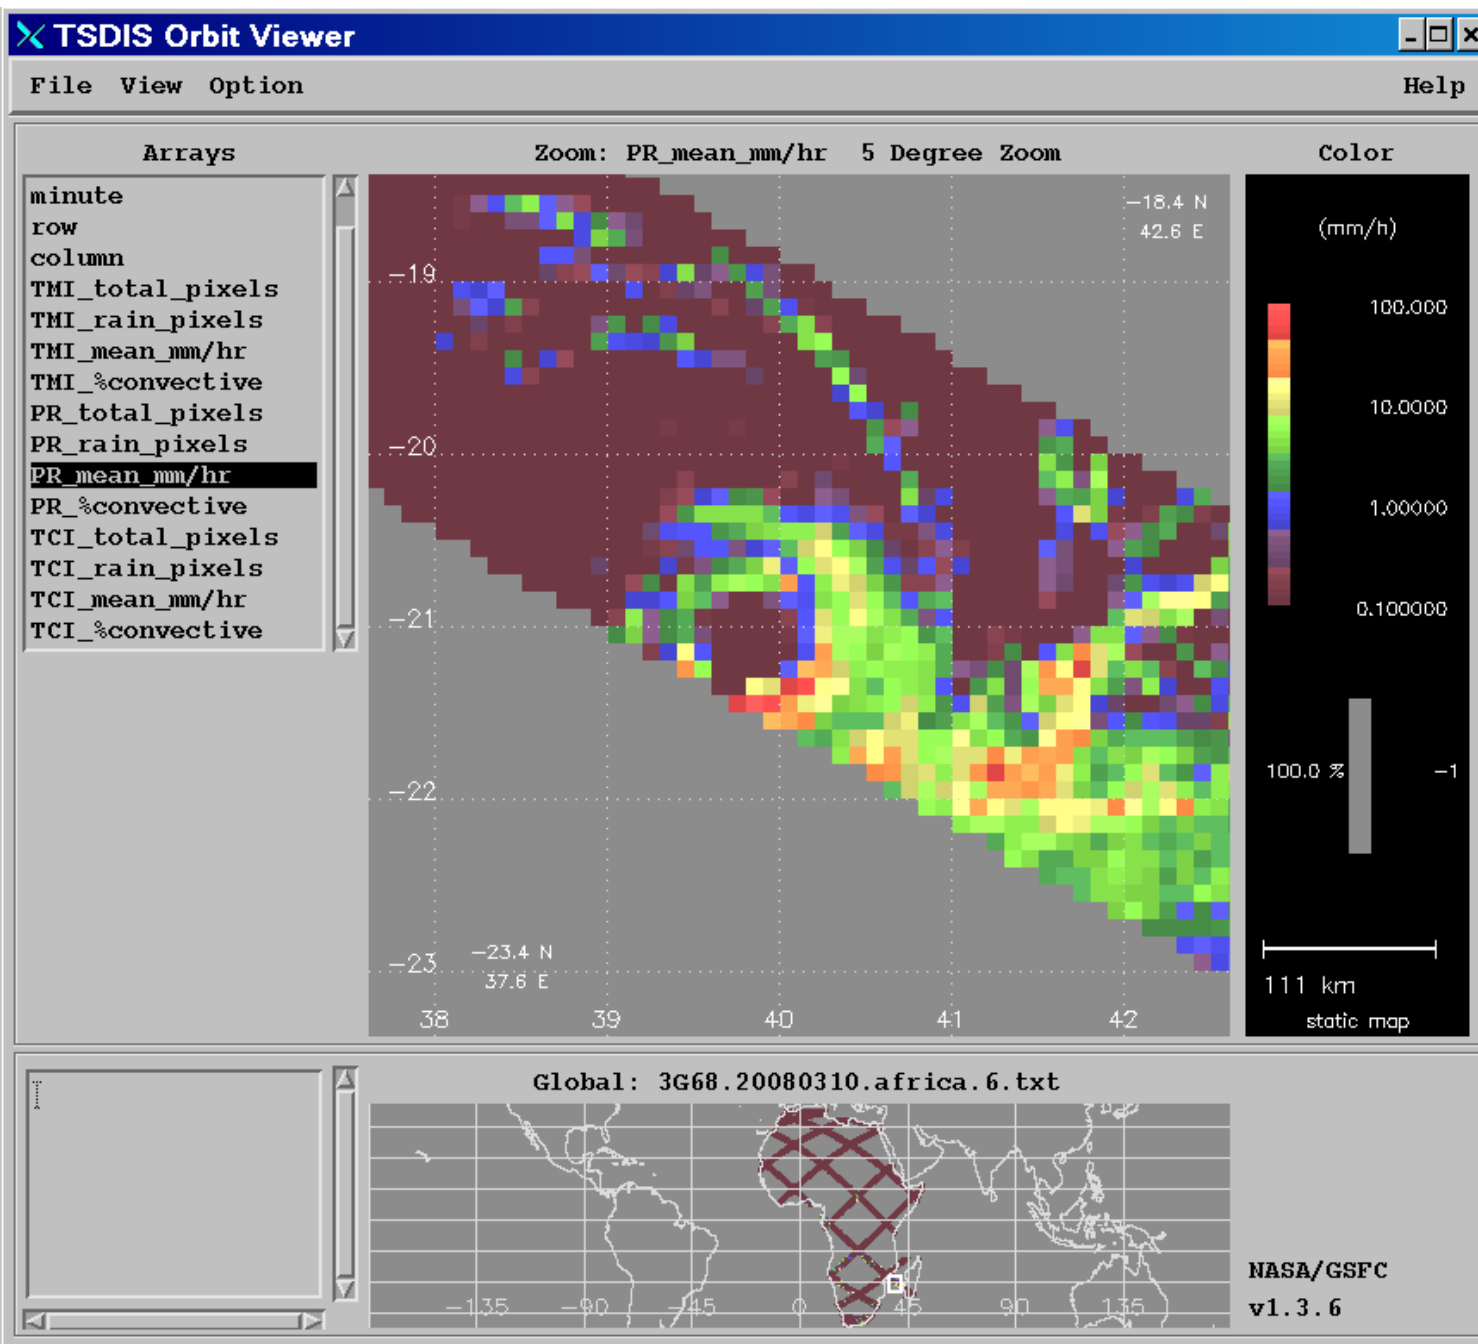 TSDIS Orbit Viewer
File View Option Help
Arrays
minute
row
column
TMI_total_pixels
TMI_rain_pixels
TMI_mean_mm/hr
TMI_%convective
PR_total_pixels
PR_rain_pixels
PR_mean_mm/hr
PR_%convective
TCI_total_pixels
TCI_rain_pixels
TCI_mean_mm/hr
TCI_%convective
Zoom: PR_mean_mm/hr 5 Degree Zoom
-18.4 N
42.6 E
-19
-20
-21
-22
-23
-23.4 N
37.6 E
38 39 40 41 42
Color
(mm/h)
100.000
10.0000
1.00000
0.100000
100.0 % -1
111 km
static map
Global: 3G68.20080310.africa.6.txt
-135 -90 -45 0 45 90 135
NASA/GSFC
v1.3.6